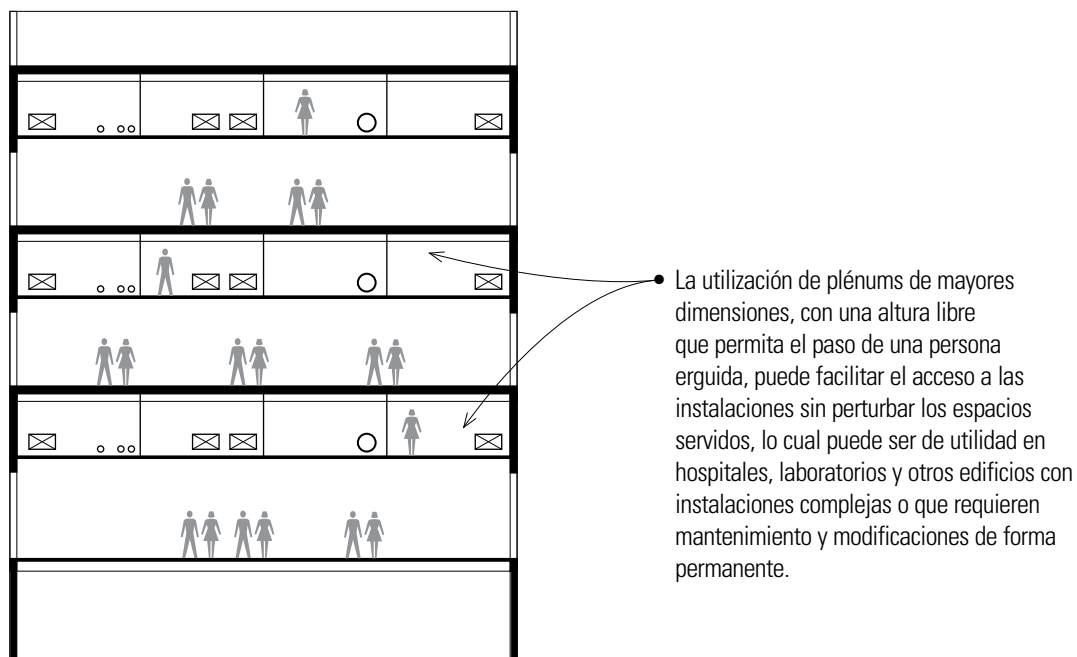 • La utilización de plénums de mayores
dimensiones, con una altura libre
que permita el paso de una persona
erguida, puede facilitar el acceso a las
instalaciones sin perturbar los espacios
servidos, lo cual puede ser de utilidad en
hospitales, laboratorios y otros edificios con
instalaciones complejas o que requieren
mantenimiento y modificaciones de forma
permanente.